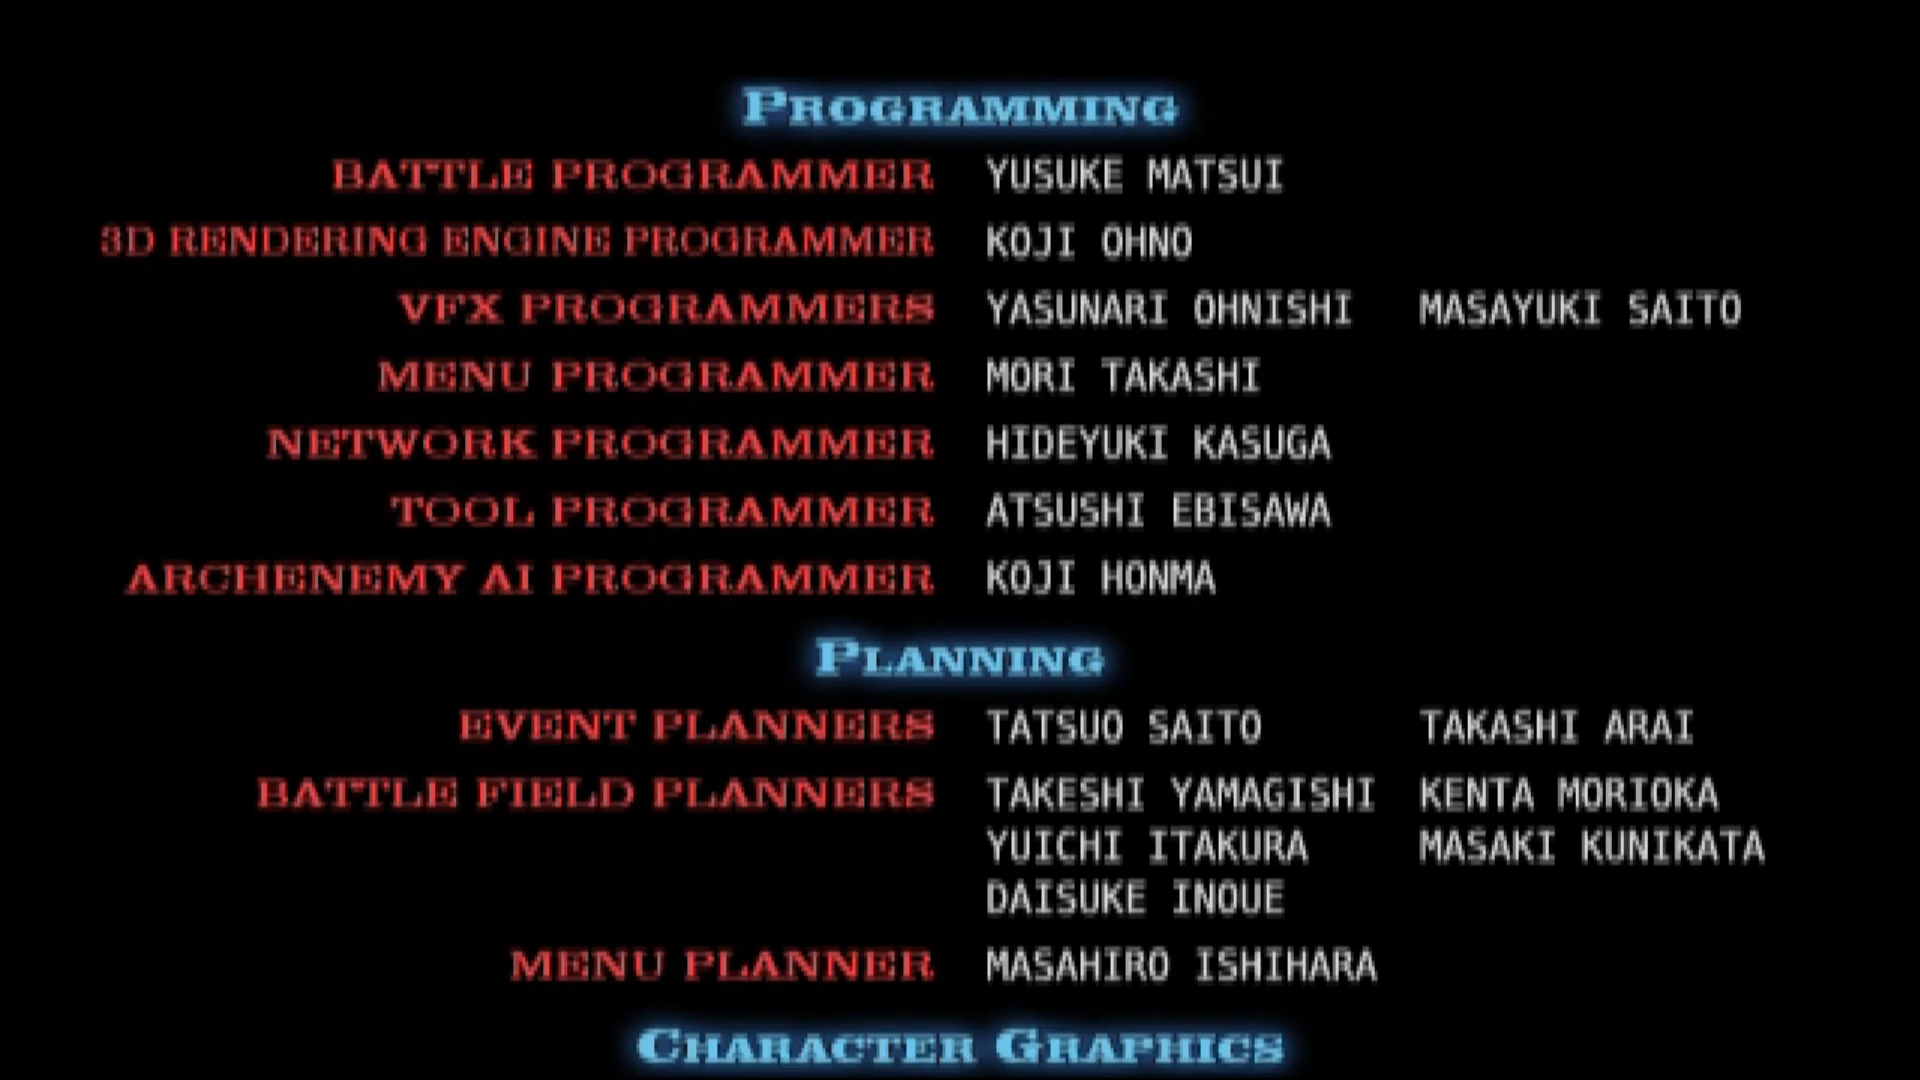 PROGRAMMING
BATTLE PROGRAMMER YUSUKE MATSUI
3D RENDERING ENGINE PROGRAMMER KOJI OHNO
VFX PROGRAMMERS YASUNARI OHNISHI MASAYUKI SAITO
MENU PROGRAMMER MORI TAKASHI
NETWORK PROGRAMMER HIDEYUKI KASUGA
TOOL PROGRAMMER ATSUSHI EBISAWA
ARCHENEMY AI PROGRAMMER KOJI HONMA
PLANNING
EVENT PLANNERS TATSUO SAITO TAKASHI ARAI
BATTLE FIELD PLANNERS TAKESHI YAMAGISHI KENTA MORIOKA
YUICHI ITAKURA MASAKI KUNIKATA
DAISUKE INOUE
MENU PLANNER MASAHIRO ISHIHARA
CHARACTER GRAPHICS